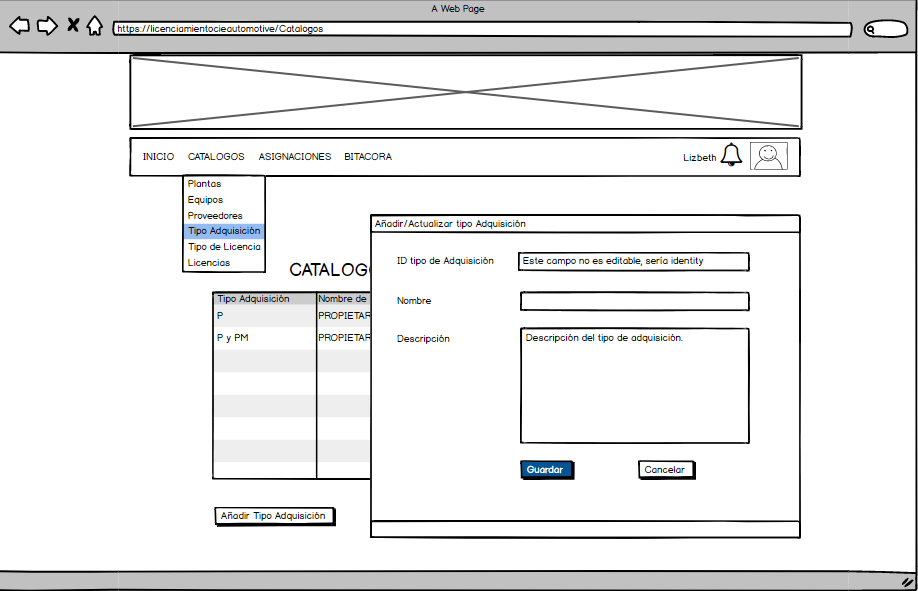 A Web Page
https://licenciamientocieautomotive/Catalogos
INICIO CATALOGOS ASIGNACIONES BITACORA Lizbeth
Plantas
Equipos
Proveedores
Tipo Adquisición
Tipo de Licencia
Licencias
CATALOG
Tipo Adquisición Nombre de
P PROPIETAR
P y PM PROPIETAR
Añadir Tipo Adquisición
Añadir/Actualizar tipo Adquisición
ID tipo de Adquisición Este campo no es editable, sería identity
Nombre
Descripción Descripción del tipo de adquisición.
Guardar Cancelar